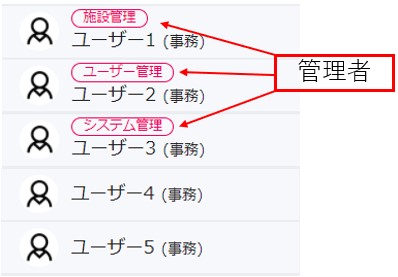 施設管理
ユーザー1 (事務)
管理者
ユーザー管理
ユーザー2 (事務)
システム管理
ユーザー3 (事務)
ユーザー4 (事務)
ユーザー5 (事務)